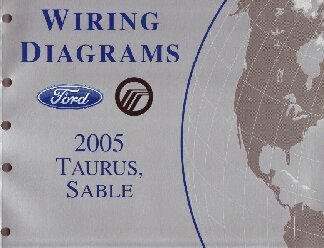 WIRING
DIAGRAMS
Ford
2005
TAURUS,
SABLE